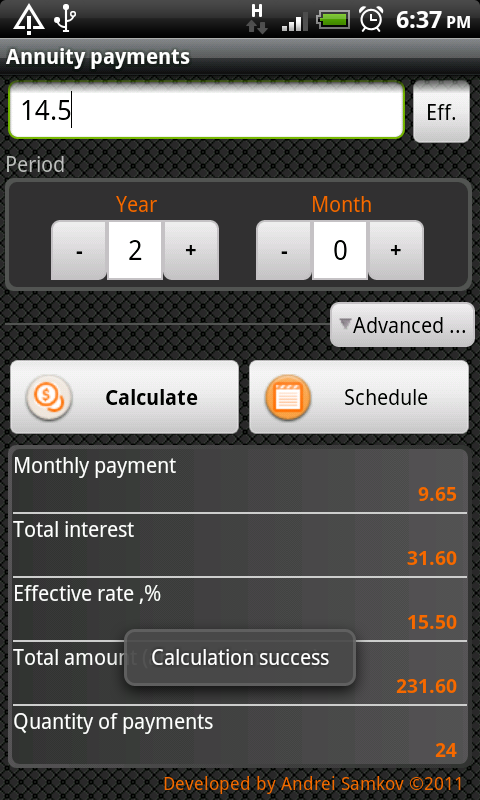 H
6:37 PM
Annuity payments
14.5
Eff.
Period
Year
Month
- 2 +
- 0 +
Advanced ...
Calculate
Schedule
Monthly payment
9.65
Total interest
31.60
Effective rate ,%
15.50
Total amount
Calculation success
231.60
Quantity of payments
24
Developed by Andrei Samkov ©2011